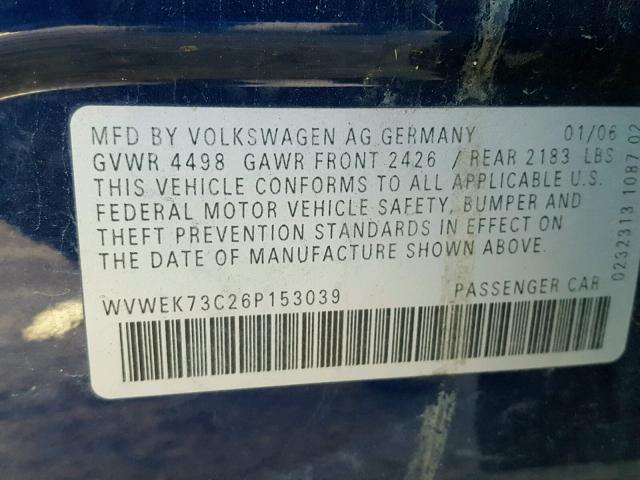 MFD BY VOLKSWAGEN AG GERMANY 01/06
GVWR 4498 GAWR FRONT 2426 / REAR 2183 LBS
THIS VEHICLE CONFORMS TO ALL APPLICABLE U.S.
FEDERAL MOTOR VEHICLE SAFETY, BUMPER AND
THEFT PREVENTION STANDARDS IN EFFECT ON
THE DATE OF MANUFACTURE SHOWN ABOVE.
WVWEK73C26P153039 PASSENGER CAR
0232313 1087 02